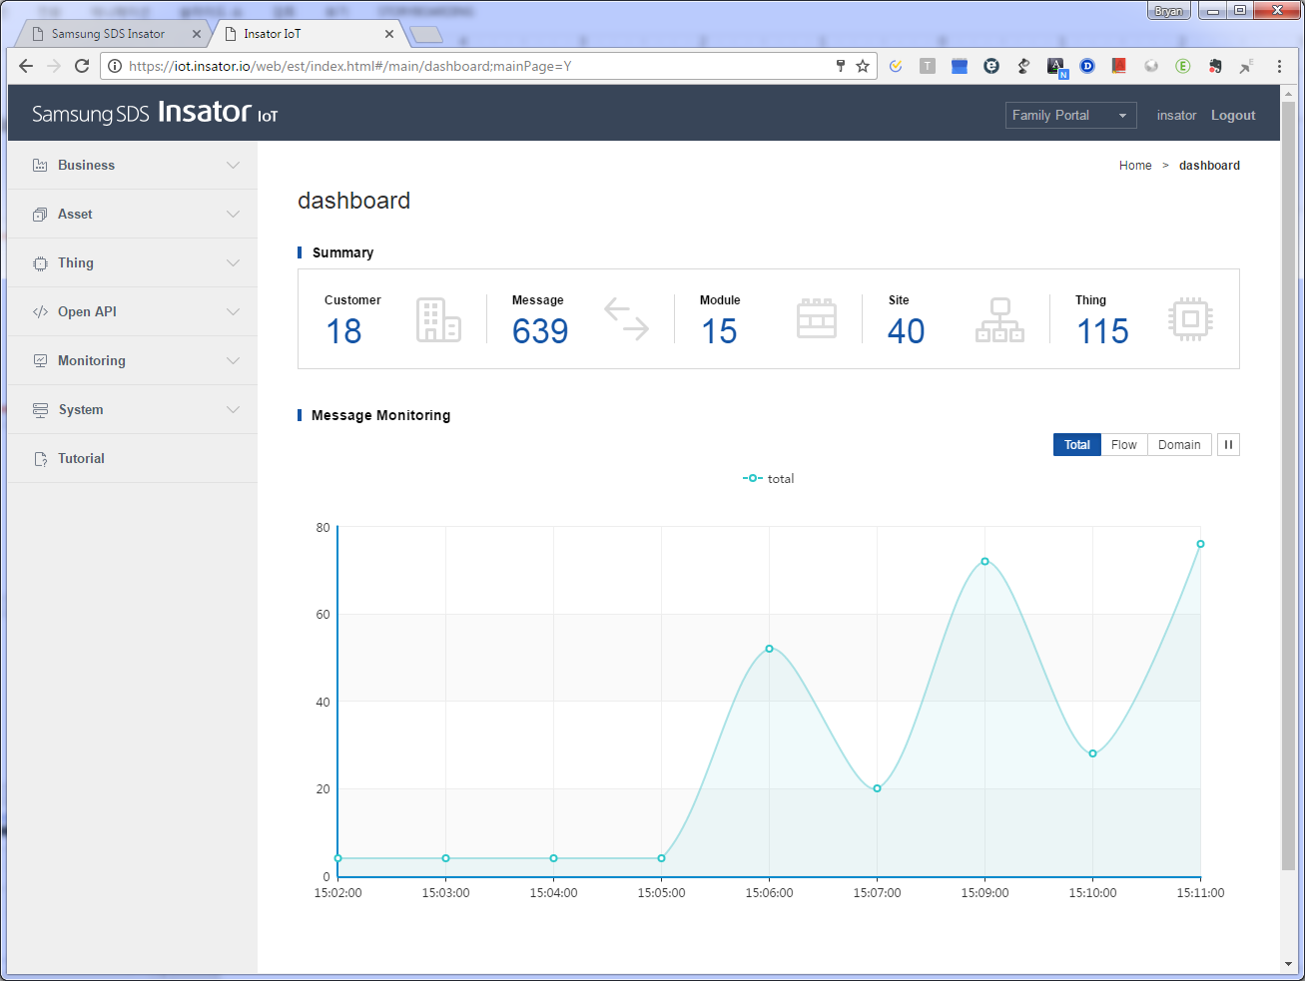 Bryan
Samsung SDS Insator
Insator IoT
https://iot.insator.io/web/est/index.html#/main/dashboard;mainPage=Y
Samsung SDS Insator IoT
Family Portal
insator
Logout
Business
Asset
Thing
Open API
Monitoring
System
Tutorial
Home > dashboard
dashboard
Summary
Customer
18
Message
639
Module
15
Site
40
Thing
115
Message Monitoring
Total Flow Domain
total
80
60
40
20
0
15:02:00 15:03:00 15:04:00 15:05:00 15:06:00 15:07:00 15:09:00 15:10:00 15:11:00